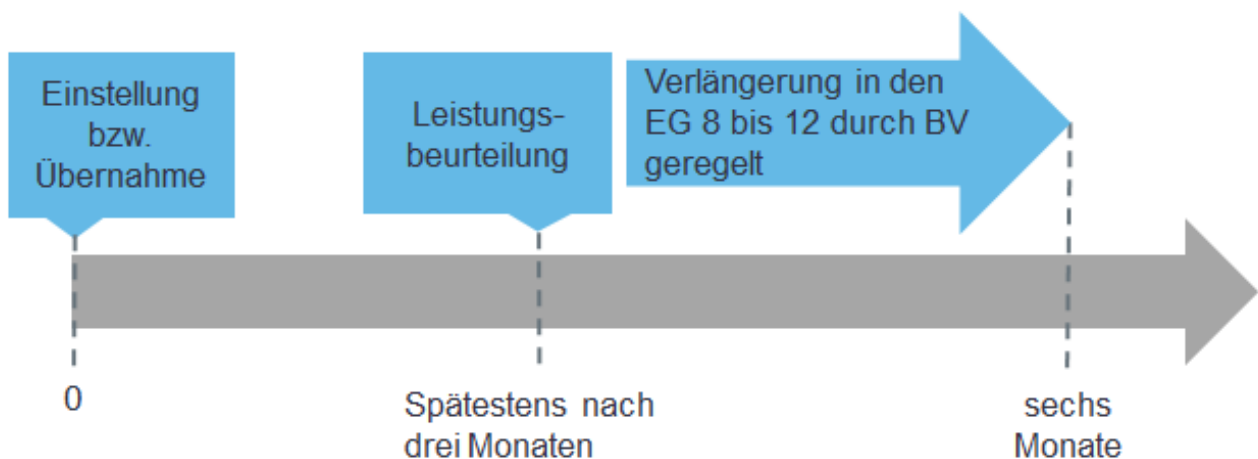 Einstellung
bzw.
Übernahme
Leistungs-
beurteilung
Verlängerung in den
EG 8 bis 12 durch BV
geregelt
0
Spätestens nach
drei Monaten
sechs
Monate